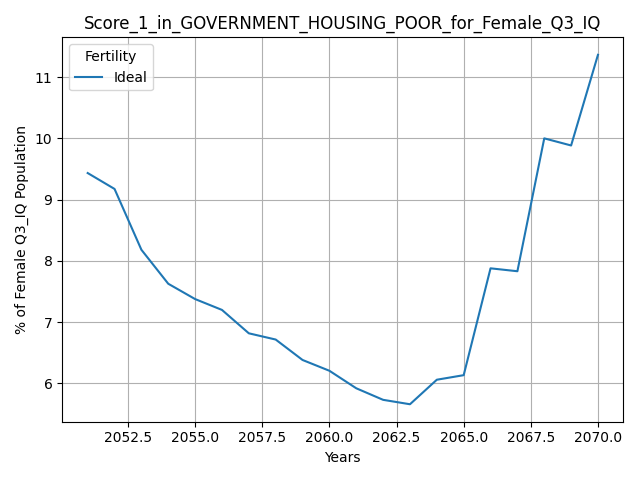 Score_1_in_GOVERNMENT_HOUSING_POOR_for_Female_Q3_IQ
Fertility
Ideal
% of Female Q3_IQ Population
11
10
9
8
7
6
2052.5 2055.0 2057.5 2060.0 2062.5 2065.0 2067.5 2070.0
Years